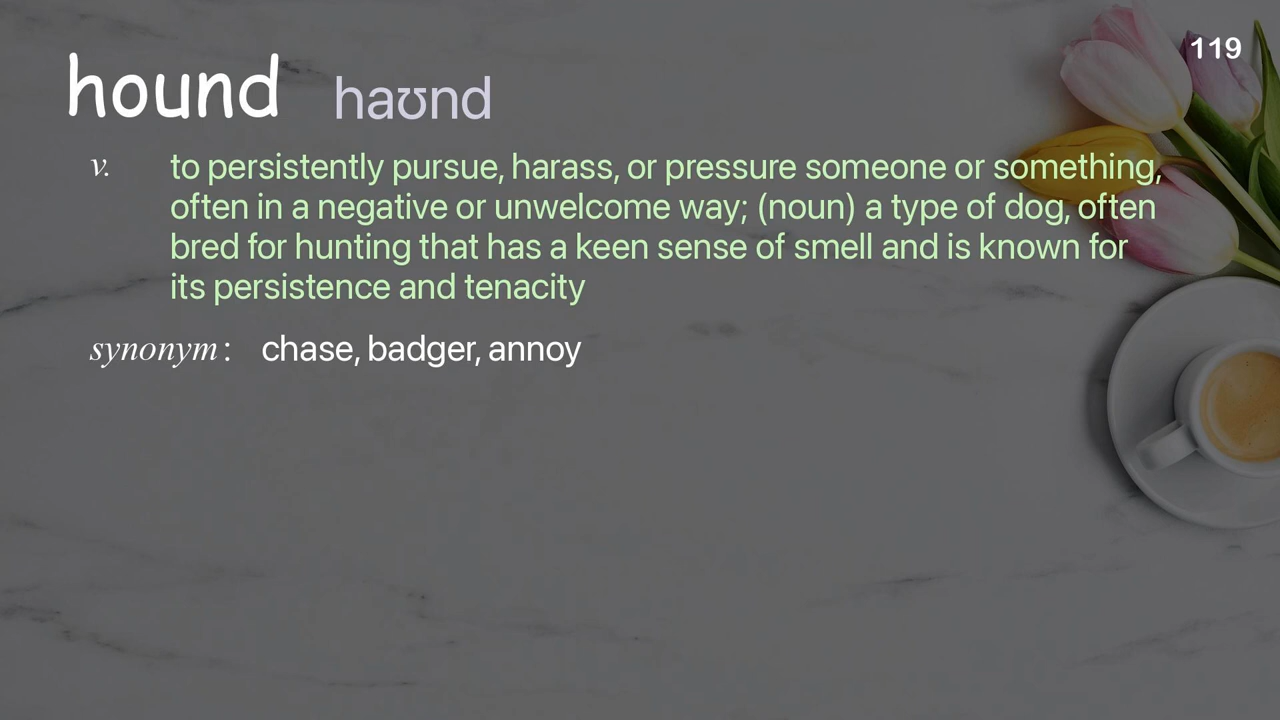 119
hound haʊnd
v. to persistently pursue, harass, or pressure someone or something,
often in a negative or unwelcome way; (noun) a type of dog, often
bred for hunting that has a keen sense of smell and is known for
its persistence and tenacity
synonym : chase, badger, annoy